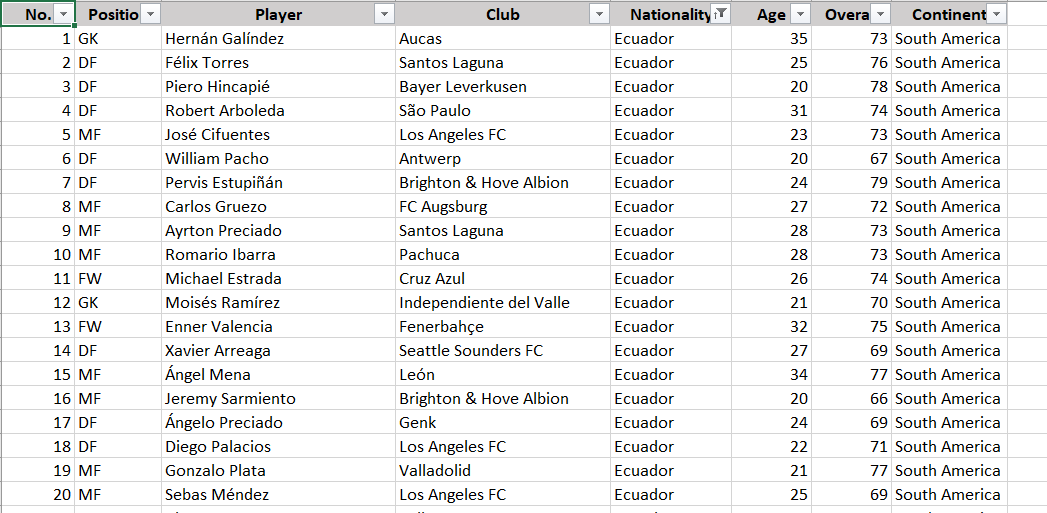 No. Positio Player Club Nationality Age Overa Continent
1 GK Hernán Galíndez Aucas Ecuador 35 73 South America
2 DF Félix Torres Santos Laguna Ecuador 25 76 South America
3 DF Piero Hincapié Bayer Leverkusen Ecuador 20 78 South America
4 DF Robert Arboleda São Paulo Ecuador 31 74 South America
5 MF José Cifuentes Los Angeles FC Ecuador 23 73 South America
6 DF William Pacho Antwerp Ecuador 20 67 South America
7 DF Pervis Estupiñán Brighton & Hove Albion Ecuador 24 79 South America
8 MF Carlos Gruezo FC Augsburg Ecuador 27 72 South America
9 MF Ayrton Preciado Santos Laguna Ecuador 28 73 South America
10 MF Romario Ibarra Pachuca Ecuador 28 73 South America
11 FW Michael Estrada Cruz Azul Ecuador 26 74 South America
12 GK Moisés Ramírez Independiente del Valle Ecuador 21 70 South America
13 FW Enner Valencia Fenerbahçe Ecuador 32 75 South America
14 DF Xavier Arreaga Seattle Sounders FC Ecuador 27 69 South America
15 MF Ángel Mena León Ecuador 34 77 South America
16 MF Jeremy Sarmiento Brighton & Hove Albion Ecuador 20 66 South America
17 DF Ángelo Preciado Genk Ecuador 24 69 South America
18 DF Diego Palacios Los Angeles FC Ecuador 22 71 South America
19 MF Gonzalo Plata Valladolid Ecuador 21 77 South America
20 MF Sebas Méndez Los Angeles FC Ecuador 25 69 South America